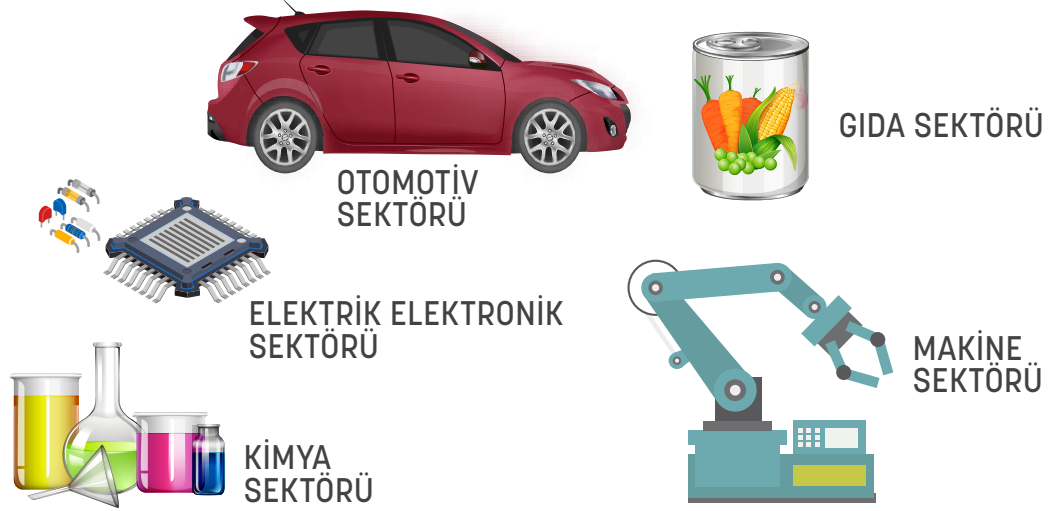 OTOMOTİV
SEKTÖRÜ
GIDA SEKTÖRÜ
ELEKTRİK ELEKTRONİK
SEKTÖRÜ
MAKİNE
SEKTÖRÜ
KİMYA
SEKTÖRÜ